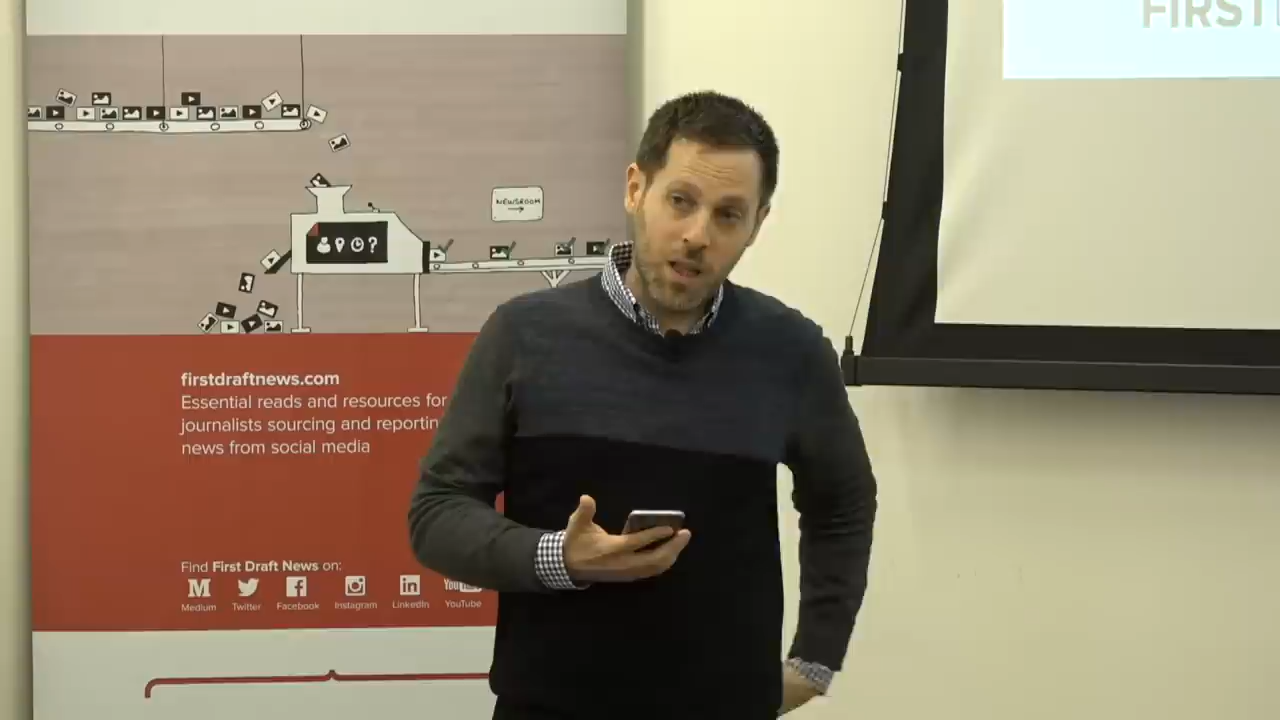 FIRST
NEWSROOM
firstdraftnews.com
Essential reads and resources for
journalists sourcing and reportin
news from social media
Find First Draft News on:
Medium Twitter Facebook Instagram LinkedIn YouTube